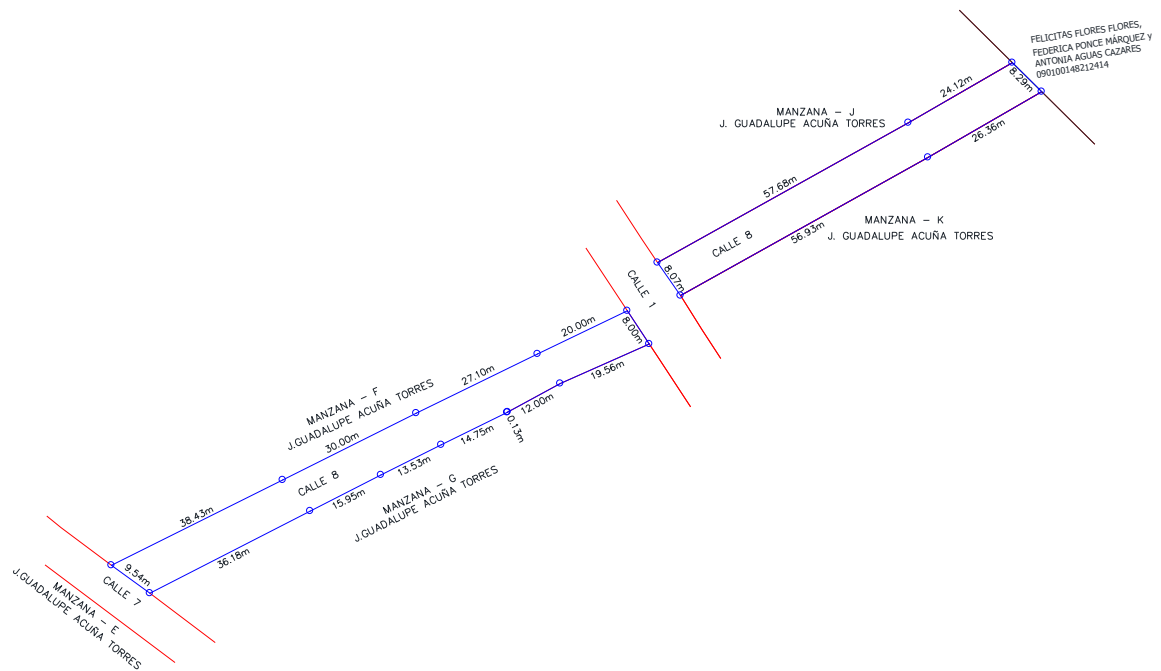 FELICITAS FLORES FLORES,
FEDERICA PONCE MÁRQUEZ y
ANTONIA AGUAS CAZARES
090100148212414
8.29m
24.12m
MANZANA – J
J. GUADALUPE ACUÑA TORRES
26.36m
57.68m
MANZANA – K
J. GUADALUPE ACUÑA TORRES
56.93m
CALLE 8
8.07m
CALLE 1
8.00m
20.00m
19.56m
27.10m
12.00m
0.13m
MANZANA – F
J.GUADALUPE ACUÑA TORRES
30.00m
14.75m
13.53m
CALLE 8
15.95m
MANZANA – G
J.GUADALUPE ACUÑA TORRES
38.43m
36.18m
9.54m
CALLE 7
MANZANA – E
J.GUADALUPE ACUÑA TORRES